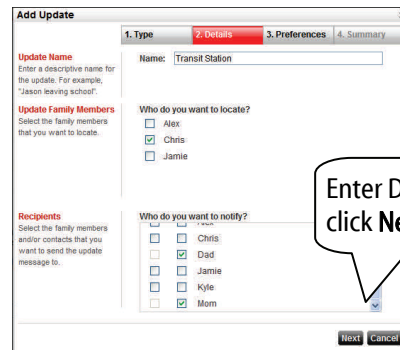 Add Update
1. Type
2. Details
3. Preferences
4. Summary
Update Name
Enter a descriptive name for
the update. For example,
"Jason leaving school".
Name: Transit Station
Update Family Members
Select the family members
that you want to locate.
Who do you want to locate?
Alex
Chris
Jamie
Recipients
Select the family members
and/or contacts that you
want to send the update
message to.
Who do you want to notify?
Chris
Dad
Jamie
Kyle
Mom
Enter
click
Next Cancel